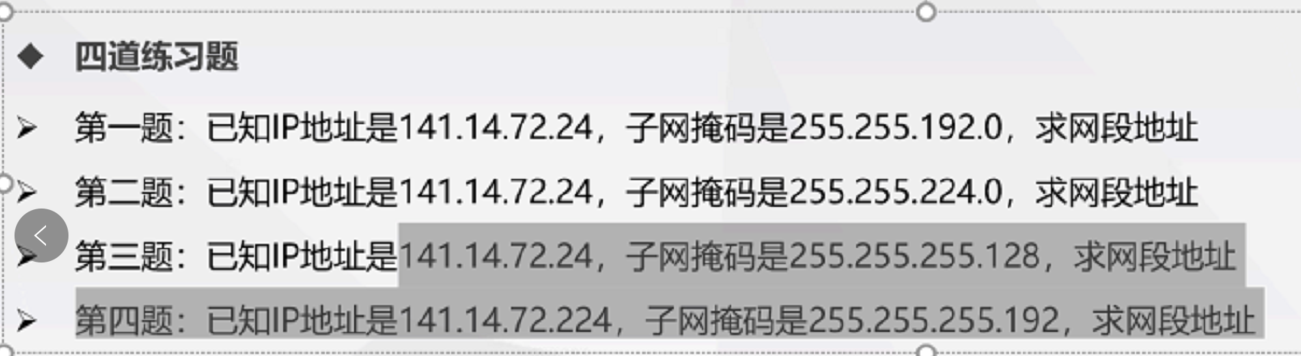 四道练习题
第一题：已知IP地址是141.14.72.24，子网掩码是255.255.192.0，求网段地址
第二题：已知IP地址是141.14.72.24，子网掩码是255.255.224.0，求网段地址
第三题：已知IP地址是141.14.72.24，子网掩码是255.255.255.128，求网段地址
第四题：已知IP地址是141.14.72.224，子网掩码是255.255.255.192，求网段地址